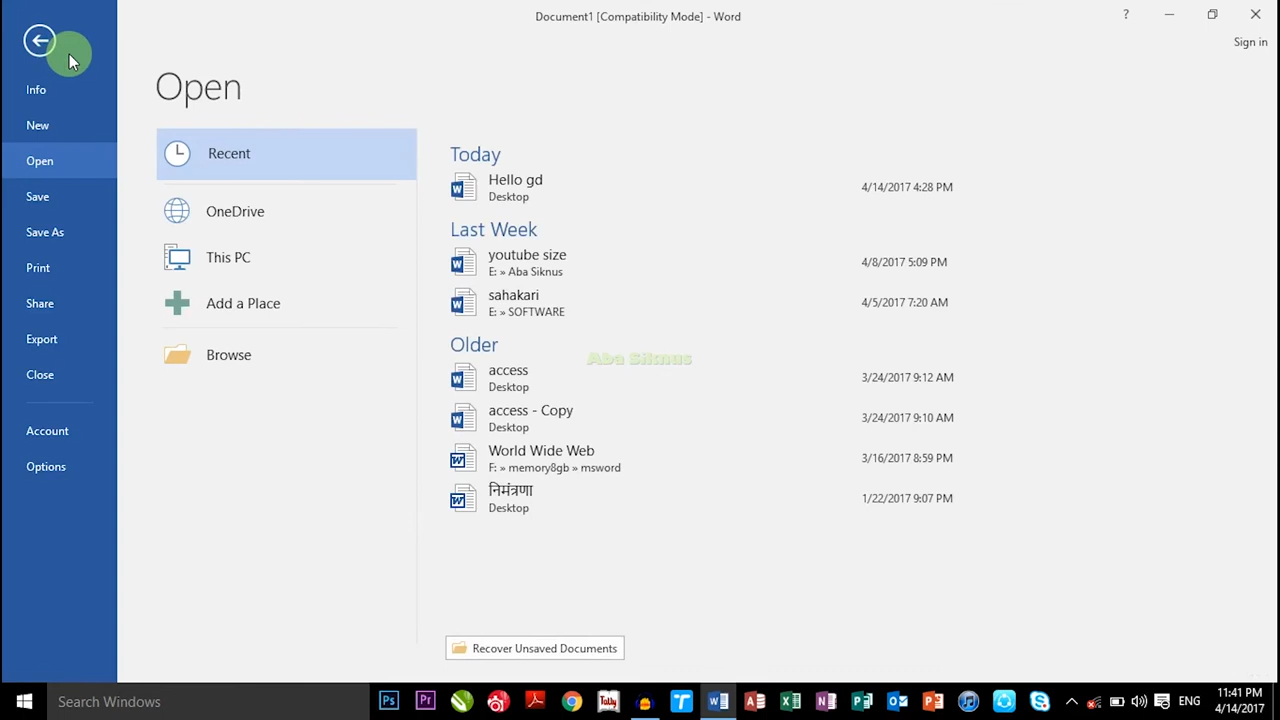 Document1 [Compatibility Mode] - Word
?
Sign in
Info
New
Open
Save
Save As
Print
Share
Export
Close
Account
Options
Open
Recent
OneDrive
This PC
Add a Place
Browse
Today
Hello gd 4/14/2017 4:28 PM
Desktop
Last Week
youtube size 4/8/2017 5:09 PM
E: » Aba Siknus
sahakari 4/5/2017 7:20 AM
E: » SOFTWARE
Older
Aba Silknus
access 3/24/2017 9:12 AM
Desktop
access - Copy 3/24/2017 9:10 AM
Desktop
World Wide Web 3/16/2017 8:59 PM
F: » memory8gb » msword
निमंत्रणा 1/22/2017 9:07 PM
Desktop
Recover Unsaved Documents
Search Windows
Ps
Pr
Tally
ENG
11:41 PM
4/14/2017